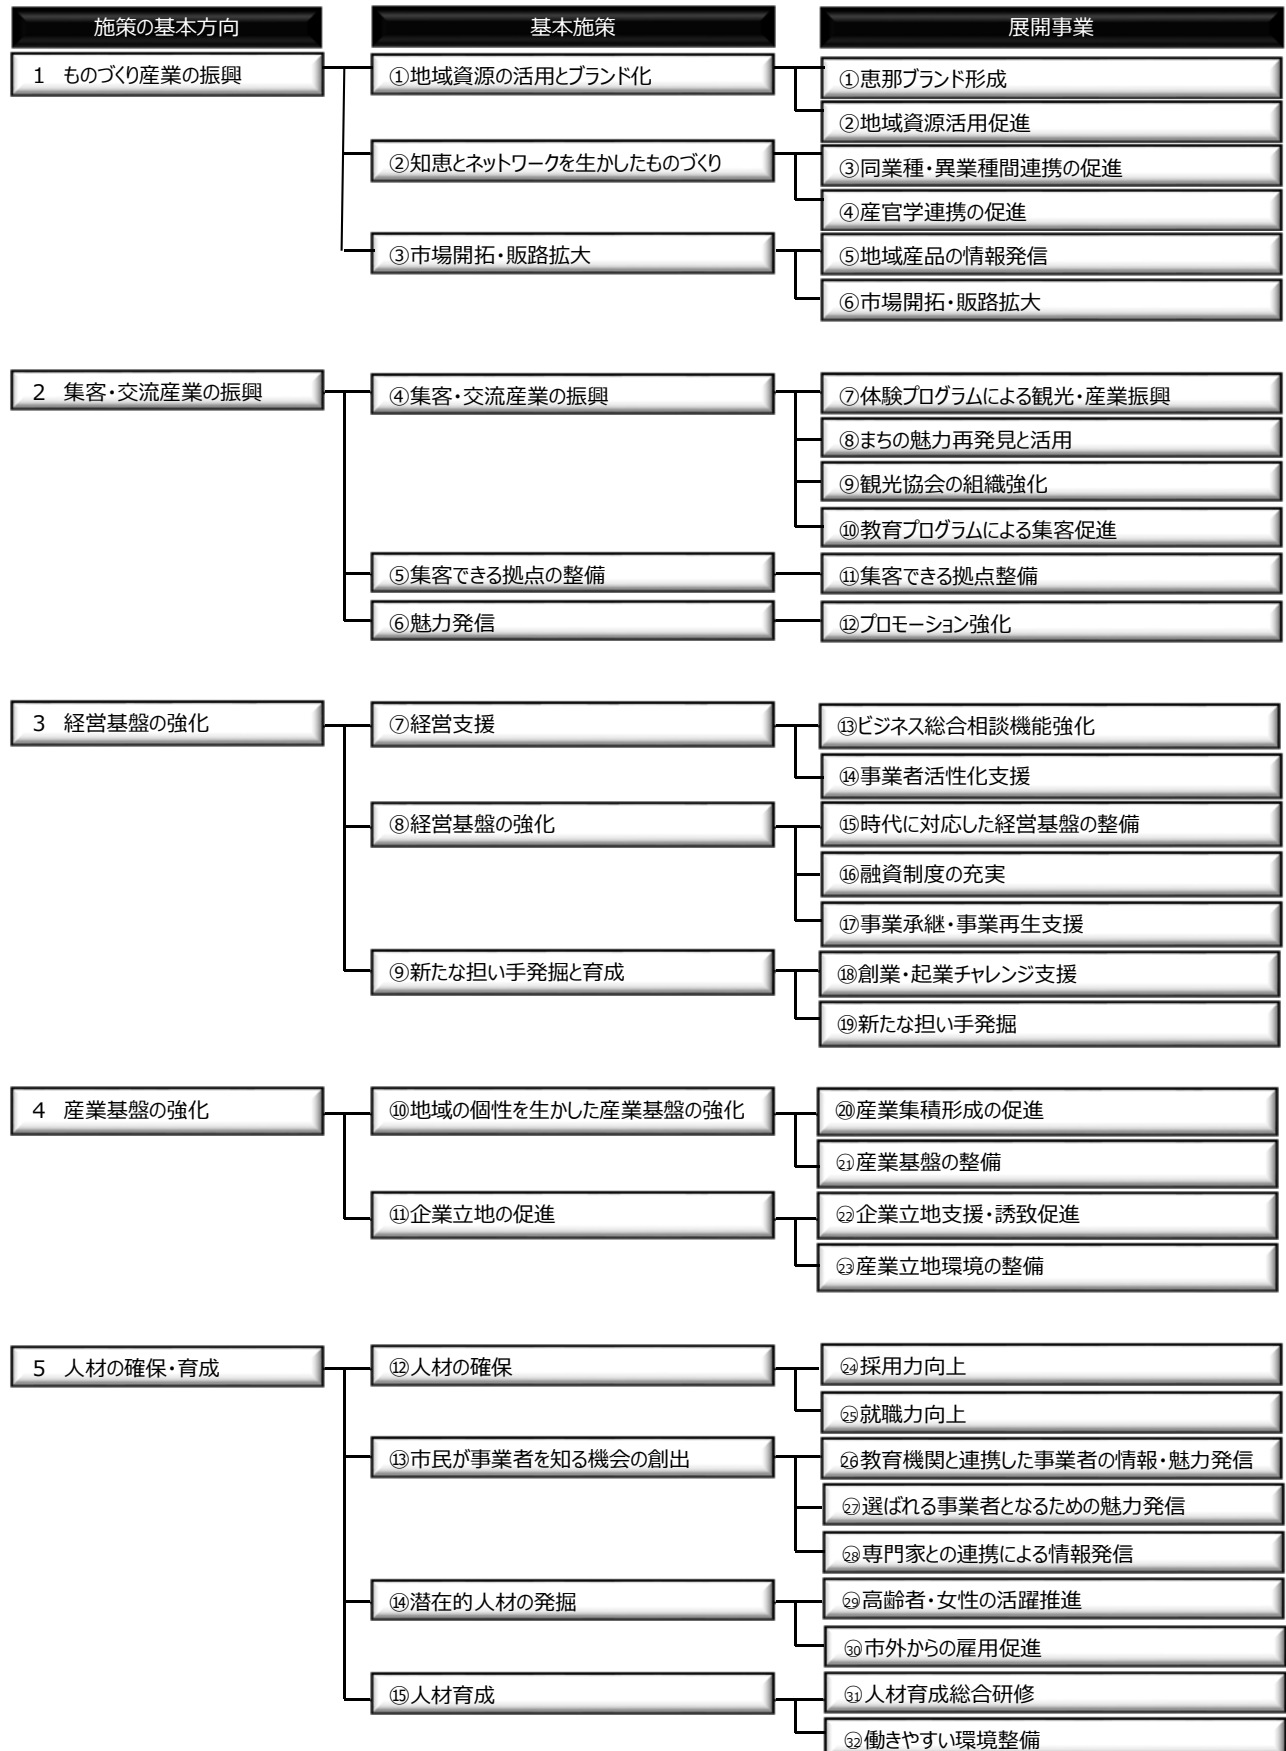 施策の基本方向
基本施策
展開事業
1 ものづくり産業の振興
①地域資源の活用とブランド化
①恵那ブランド形成
②地域資源活用促進
②知恵とネットワークを生かしたものづくり
③同業種・異業種間連携の促進
④産官学連携の促進
③市場開拓・販路拡大
⑤地域産品の情報発信
⑥市場開拓・販路拡大
2 集客・交流産業の振興
④集客・交流産業の振興
⑦体験プログラムによる観光・産業振興
⑧まちの魅力再発見と活用
⑨観光協会の組織強化
⑩教育プログラムによる集客促進
⑤集客できる拠点の整備
⑪集客できる拠点整備
⑥魅力発信
⑫プロモーション強化
3 経営基盤の強化
⑦経営支援
⑬ビジネス総合相談機能強化
⑭事業者活性化支援
⑧経営基盤の強化
⑮時代に対応した経営基盤の整備
⑯融資制度の充実
⑰事業承継・事業再生支援
⑨新たな担い手発掘と育成
⑱創業・起業チャレンジ支援
⑲新たな担い手発掘
4 産業基盤の強化
⑩地域の個性を生かした産業基盤の強化
⑳産業集積形成の促進
㉑産業基盤の整備
⑪企業立地の促進
㉒企業立地支援・誘致促進
㉓産業立地環境の整備
5 人材の確保・育成
⑫人材の確保
㉔採用力向上
㉕就職力向上
⑬市民が事業者を知る機会の創出
㉖教育機関と連携した事業者の情報・魅力発信
㉗選ばれる事業者となるための魅力発信
㉘専門家との連携による情報発信
⑭潜在的人材の発掘
㉙高齢者・女性の活躍推進
㉚市外からの雇用促進
⑮人材育成
㉛人材育成総合研修
㉜働きやすい環境整備